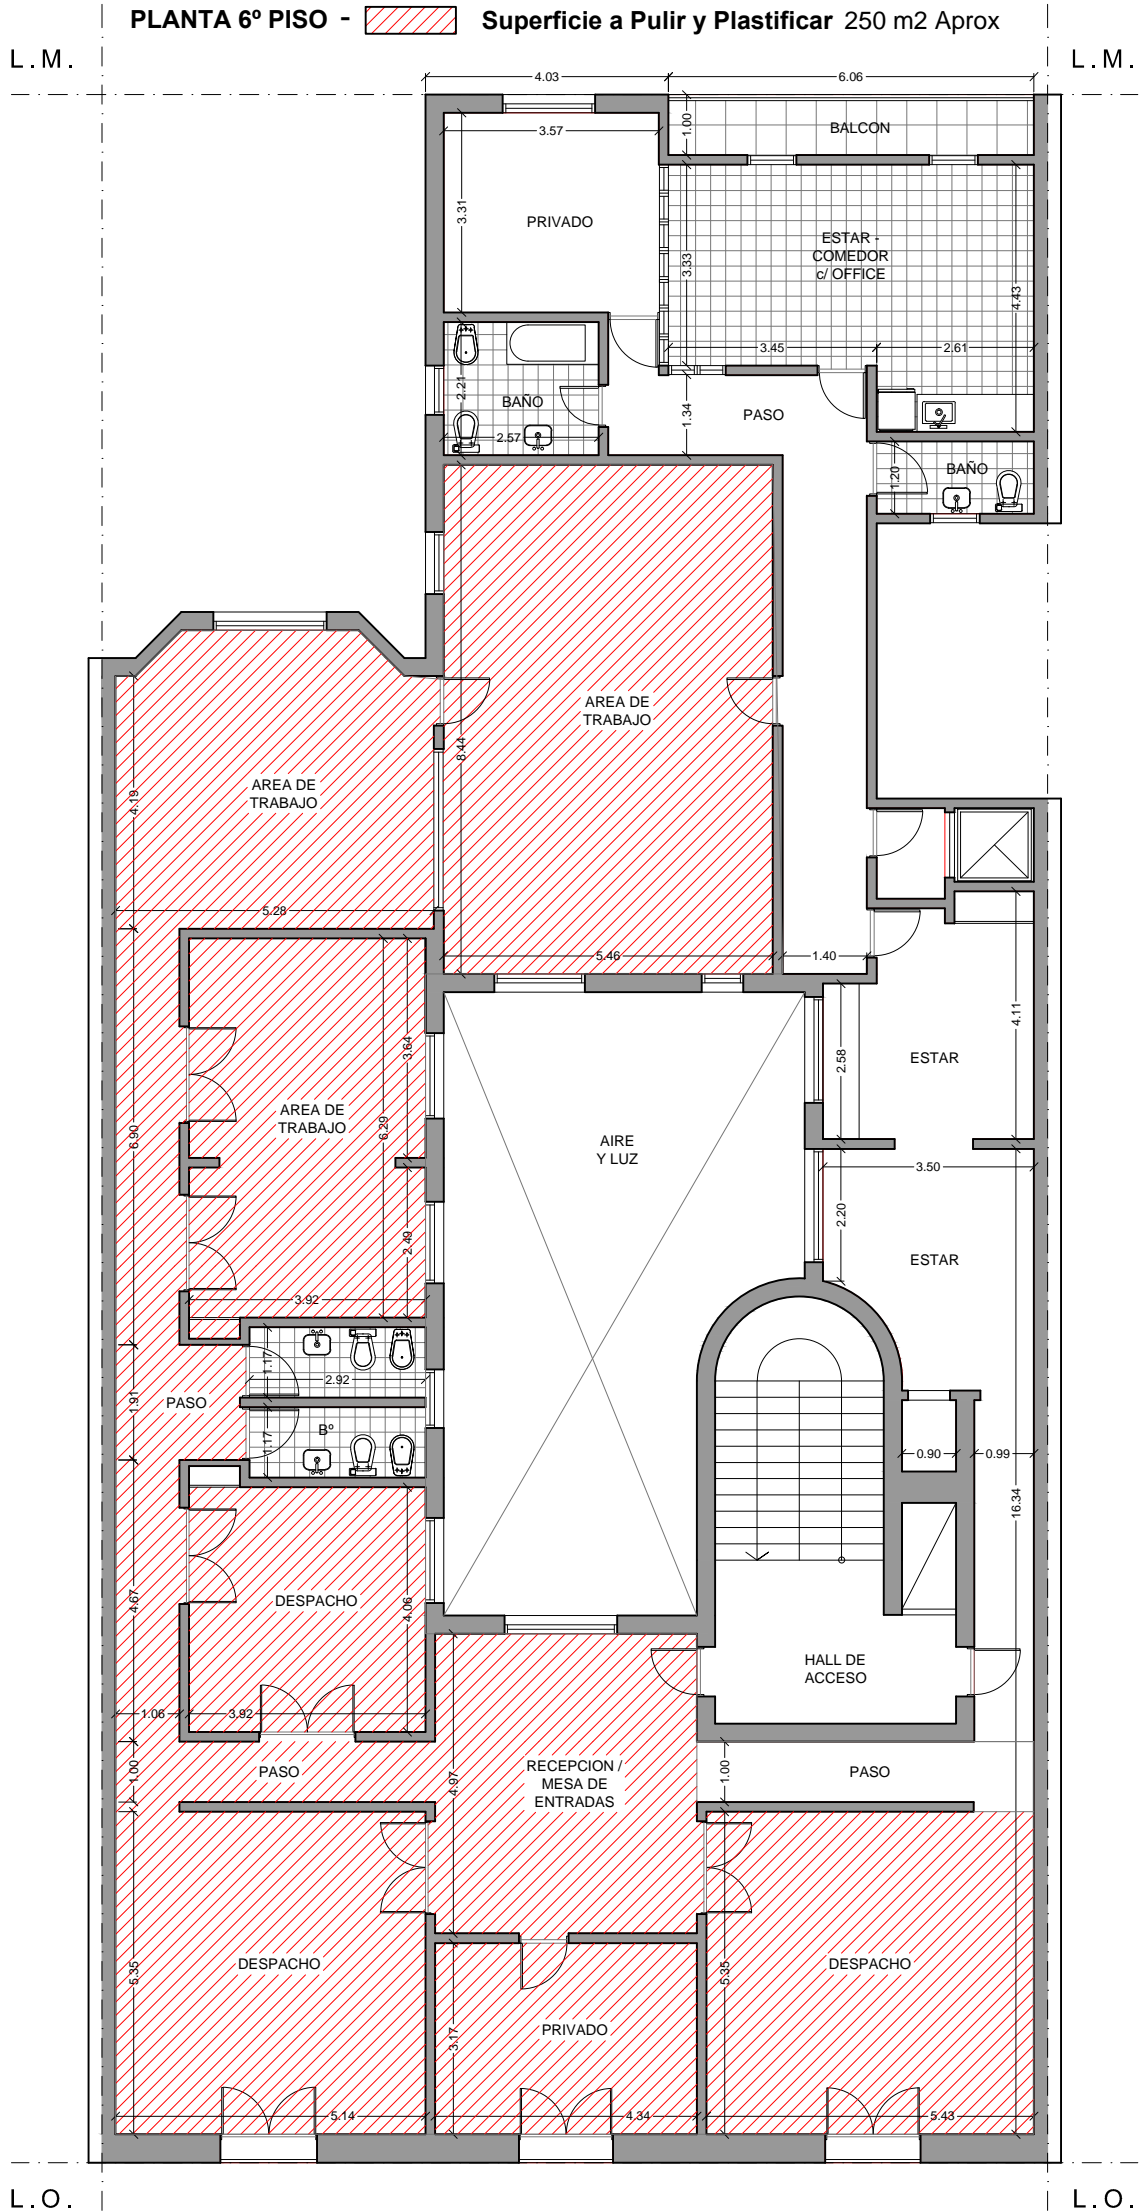 PLANTA 6º PISO - Superficie a Pulir y Plastificar 250 m2 Aprox
L.M.
L.M.
4.03
6.06
1.00
BALCON
3.57
3.31
PRIVADO
3.33
ESTAR -
COMEDOR
c/ OFFICE
4.43
3.45
2.61
2.21
BAÑO
2.57
1.34
PASO
BAÑO
1.20
AREA DE
TRABAJO
8.44
AREA DE
TRABAJO
4.19
5.28
5.46
1.40
4.11
3.64
2.58
ESTAR
AREA DE
TRABAJO
6.29
6.90
AIRE
Y LUZ
3.50
2.20
2.49
ESTAR
3.92
1.17
2.92
1.91
PASO
Bº
1.17
0.90
0.99
16.34
4.67
DESPACHO
4.06
HALL DE
ACCESO
1.06
3.92
1.00
PASO
RECEPCION /
MESA DE
ENTRADAS
4.97
1.00
PASO
5.35
DESPACHO
5.35
DESPACHO
3.17
PRIVADO
5.14
4.34
5.43
L.O.
L.O.